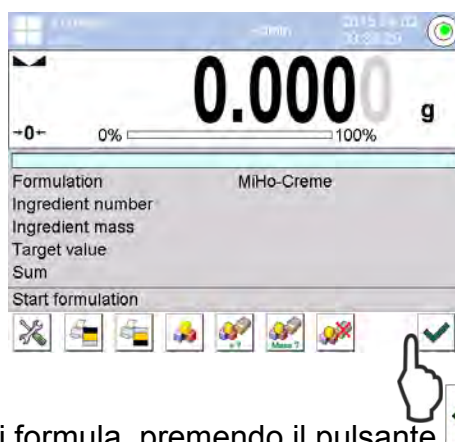 0.0000 g
→0← 0% 100%
Formulation MiHo-Creme
Ingredient number
Ingredient mass
Target value
Sum
Start formulation
Mass ?
i formula, premendo il pulsante